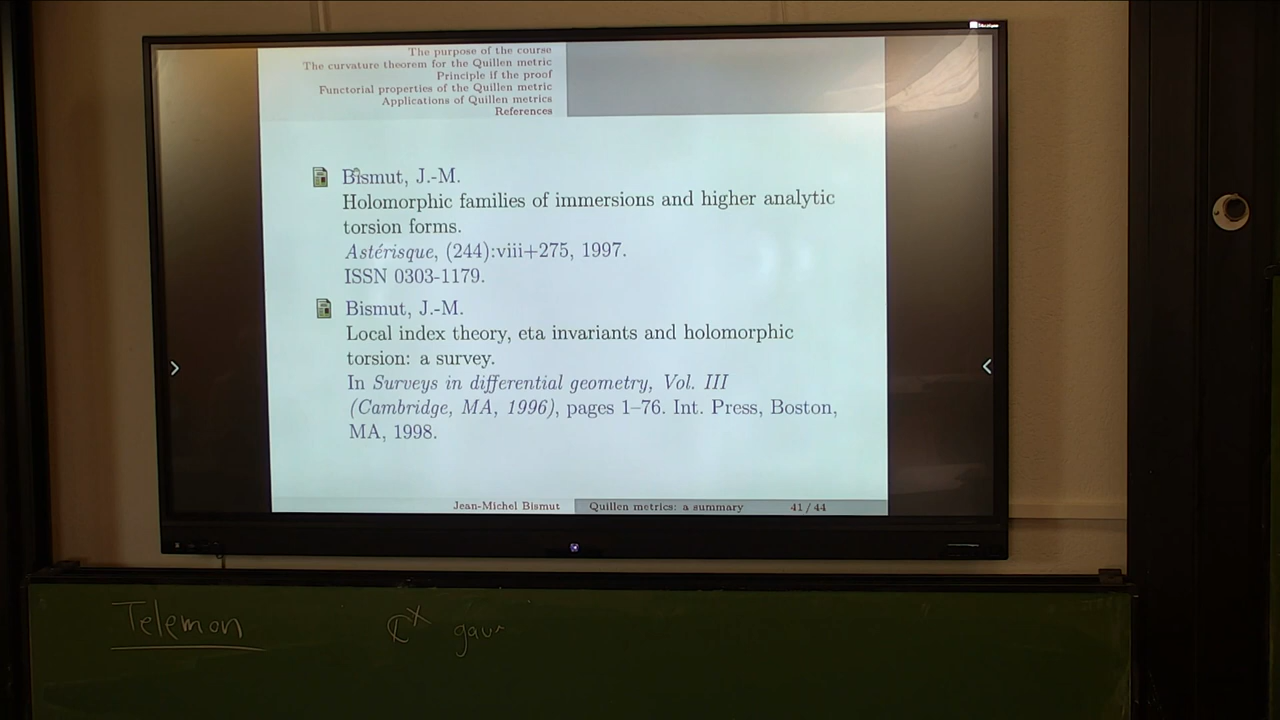 The purpose of the course
The curvature theorem for the Quillen metric
Principle if the proof
Functorial properties of the Quillen metric
Applications of Quillen metrics
References
Bismut, J.-M.
Holomorphic families of immersions and higher analytic
torsion forms.
Astérisque, (244):viii+275, 1997.
ISSN 0303-1179.
Bismut, J.-M.
Local index theory, eta invariants and holomorphic
torsion: a survey.
In Surveys in differential geometry, Vol. III
(Cambridge, MA, 1996), pages 1–76. Int. Press, Boston,
MA, 1998.
Jean-Michel Bismut Quillen metrics: a summary 41 / 44
Telemon ℂ^× gau